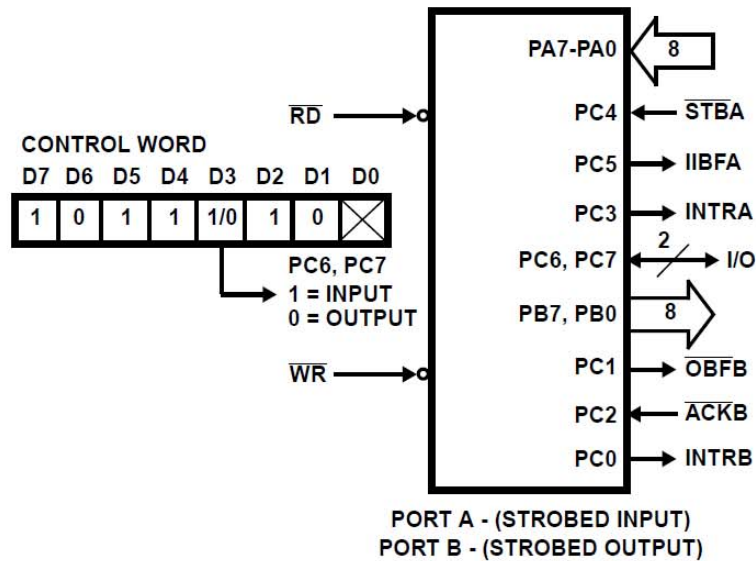 PA7-PA0
8
RD
PC4
STBA
CONTROL WORD
D7 D6 D5 D4 D3 D2 D1 D0
1 0 1 1 1/0 1 0
PC5
IIBFA
PC3
INTRA
PC6, PC7
1 = INPUT
0 = OUTPUT
PC6, PC7
2
I/O
PB7, PB0
8
WR
PC1
OBFB
PC2
ACKB
PC0
INTRB
PORT A - (STROBED INPUT)
PORT B - (STROBED OUTPUT)